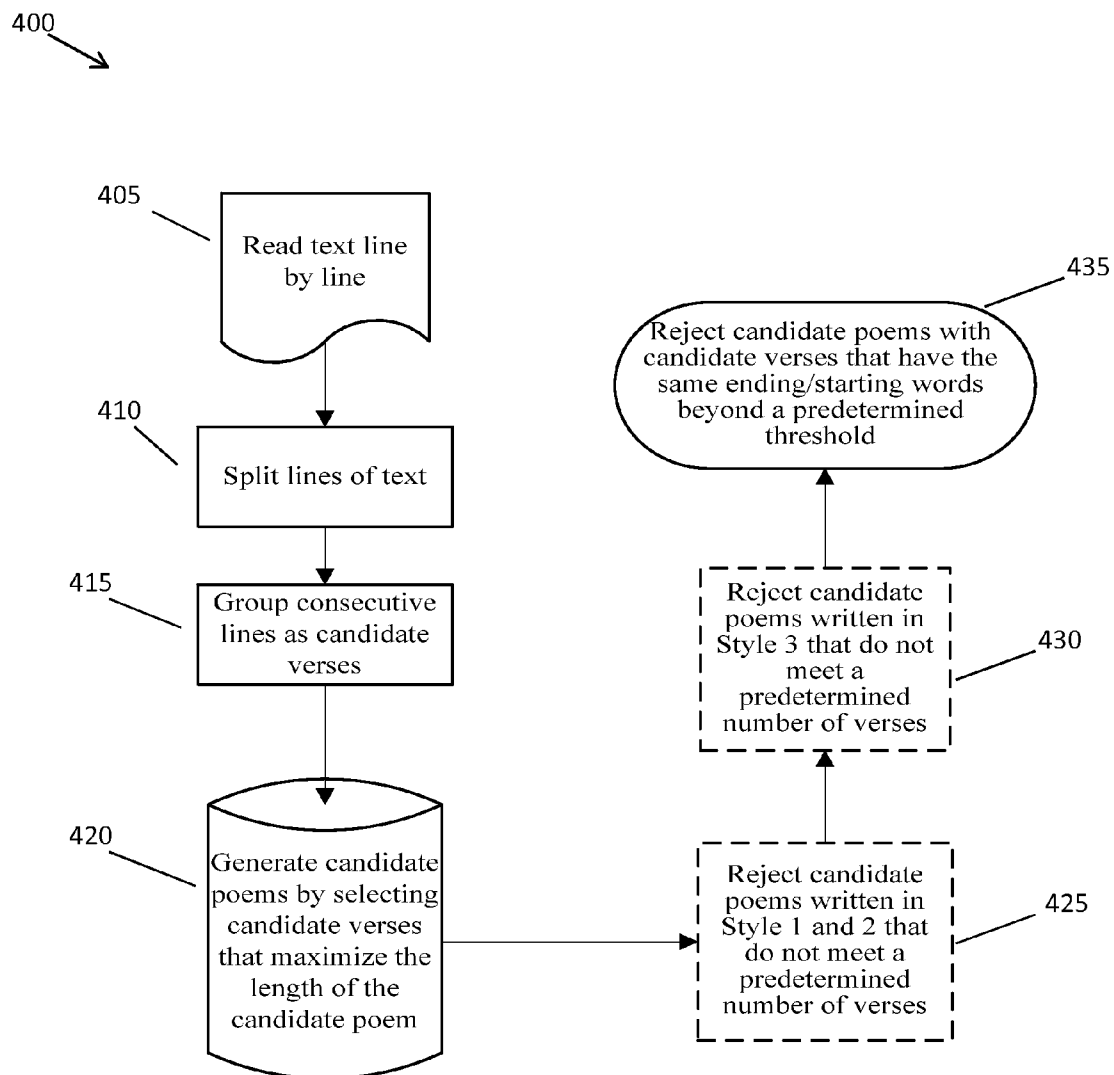 400
405
Read text line
by line
410
Split lines of text
415
Group consecutive
lines as candidate
verses
420
Generate candidate
poems by selecting
candidate verses
that maximize the
length of the
candidate poem
425
Reject candidate
poems written in
Style 1 and 2 that
do not meet a
predetermined
number of verses
430
Reject candidate
poems written in
Style 3 that do not
meet a
predetermined
number of verses
435
Reject candidate poems with
candidate verses that have the
same ending/starting words
beyond a predetermined
threshold